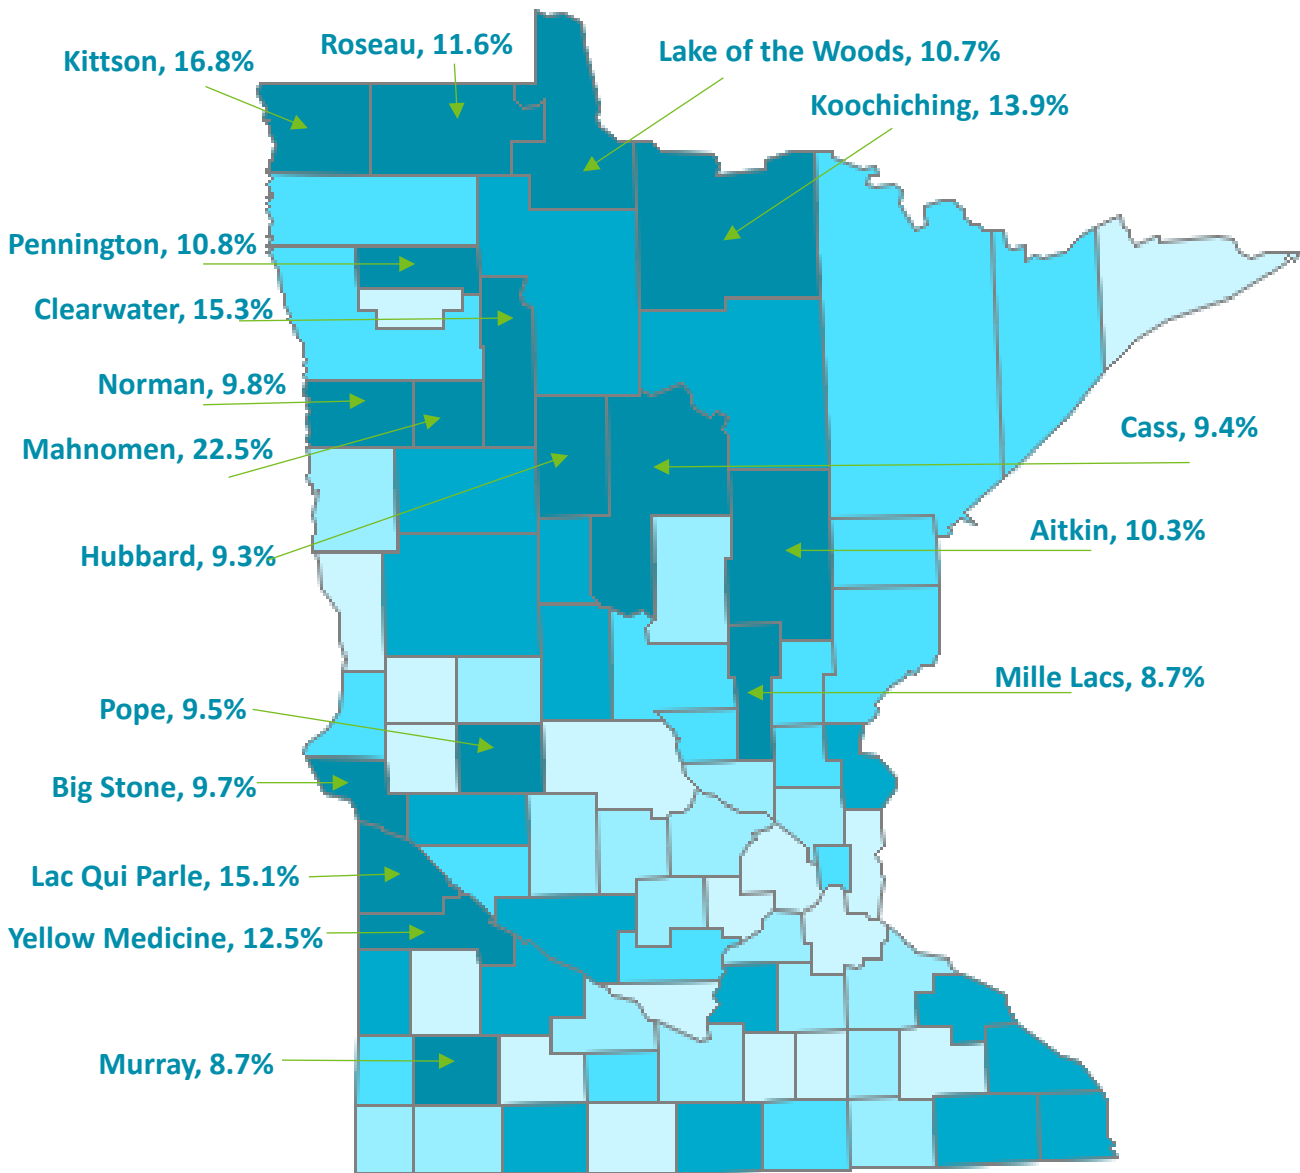 Roseau, 11.6%
Lake of the Woods, 10.7%
Kittson, 16.8%
Koochiching, 13.9%
Pennington, 10.8%
Clearwater, 15.3%
Norman, 9.8%
Cass, 9.4%
Mahnomen, 22.5%
Aitkin, 10.3%
Hubbard, 9.3%
Mille Lacs, 8.7%
Pope, 9.5%
Big Stone, 9.7%
Lac Qui Parle, 15.1%
Yellow Medicine, 12.5%
Murray, 8.7%